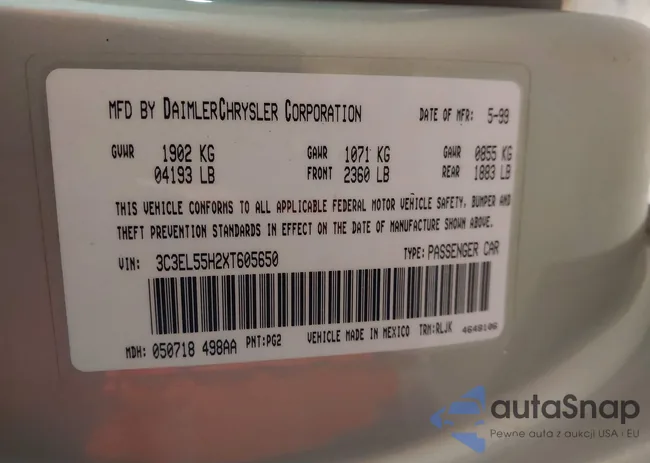 MFD BY DAIMLERCHRYSLER CORPORATION DATE OF MFR: 5-99
GVWR 1902 KG GAWR 1071 KG GAWR 0855 KG
04193 LB FRONT 2360 LB REAR 1883 LB
THIS VEHICLE CONFORMS TO ALL APPLICABLE FEDERAL MOTOR VEHICLE SAFETY, BUMPER AND
THEFT PREVENTION STANDARDS IN EFFECT ON THE DATE OF MANUFACTURE SHOWN ABOVE.
VIN: 3C3EL55H2XT605650 TYPE: PASSENGER CAR
MDH: 050718 498AA PNT:PG2 VEHICLE MADE IN MEXICO TRM:RLJK 4648106
autaSnap
Pewne auta z aukcji USA i EU